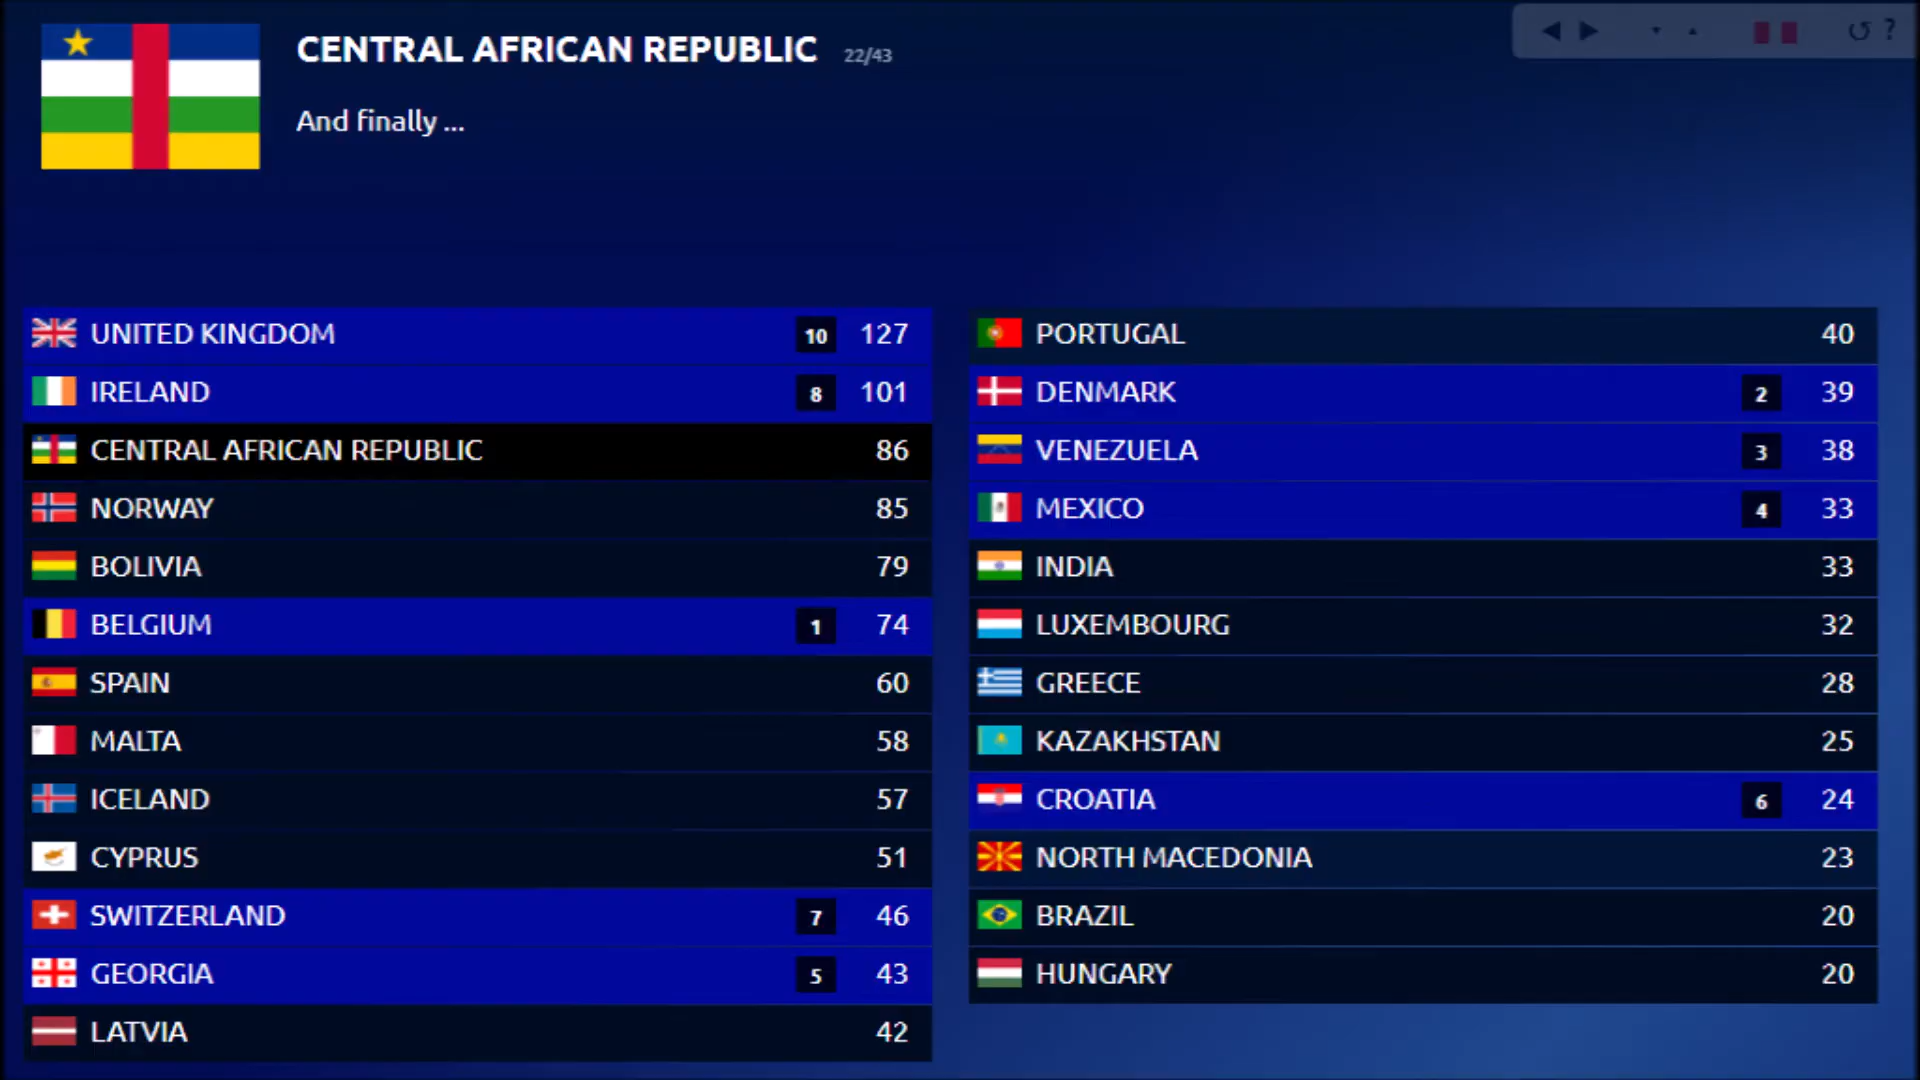 CENTRAL AFRICAN REPUBLIC 22/43
And finally ...
UNITED KINGDOM 10 127
IRELAND 8 101
CENTRAL AFRICAN REPUBLIC 86
NORWAY 85
BOLIVIA 79
BELGIUM 1 74
SPAIN 60
MALTA 58
ICELAND 57
CYPRUS 51
SWITZERLAND 7 46
GEORGIA 5 43
LATVIA 42
PORTUGAL 40
DENMARK 2 39
VENEZUELA 3 38
MEXICO 4 33
INDIA 33
LUXEMBOURG 32
GREECE 28
KAZAKHSTAN 25
CROATIA 6 24
NORTH MACEDONIA 23
BRAZIL 20
HUNGARY 20
?